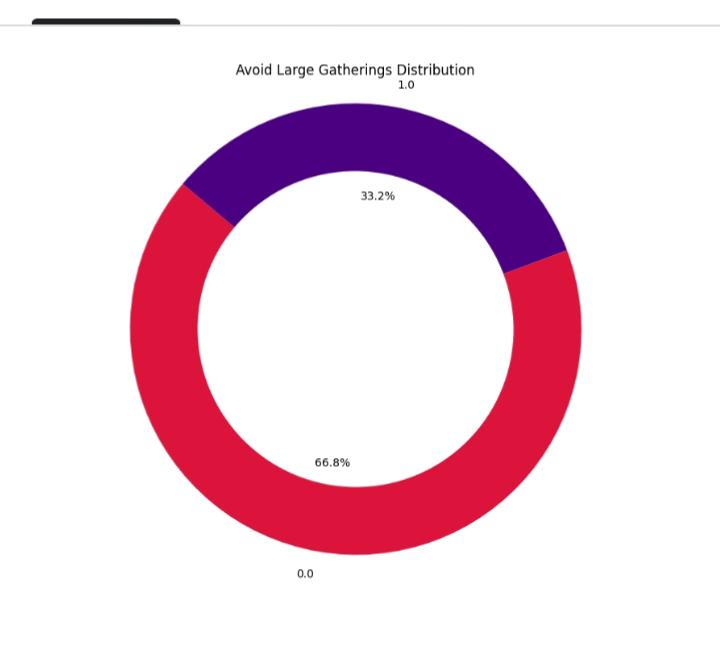 Avoid Large Gatherings Distribution
1.0
33.2%
66.8%
0.0